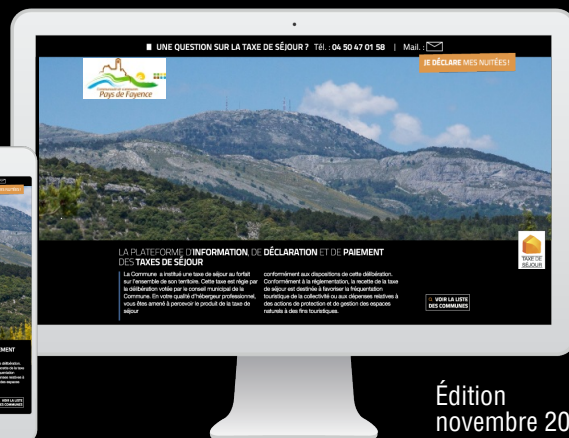 UNE QUESTION SUR LA TAXE DE SÉJOUR ? Tél. : 04 50 47 01 58 | Mail. :
JE DÉCLARE MES NUITÉES !
Pays de Fayence
LA PLATEFORME D'INFORMATION, DE DÉCLARATION ET DE PAIEMENT
DES TAXES DE SÉJOUR
La Commune a institué une taxe de séjour au forfait
sur l'ensemble de son territoire. Cette taxe est régie par
la délibération votée par le conseil municipal de la
Commune. En votre qualité d'hébergeur professionnel,
vous êtes amené à percevoir le produit de la taxe de
séjour
conformément aux dispositions de cette délibération.
Conformément à la réglementation, la recette de la taxe
de séjour est destinée à favoriser la fréquentation
touristique de la collectivité ou aux dépenses relatives à
des actions de protection et de gestion des espaces
naturels à des fins touristiques.
TAXE DE
SÉJOUR
VOIR LA LISTE
DES COMMUNES
VOIR LA LISTE
DES COMMUNES
Édition
novembre 20